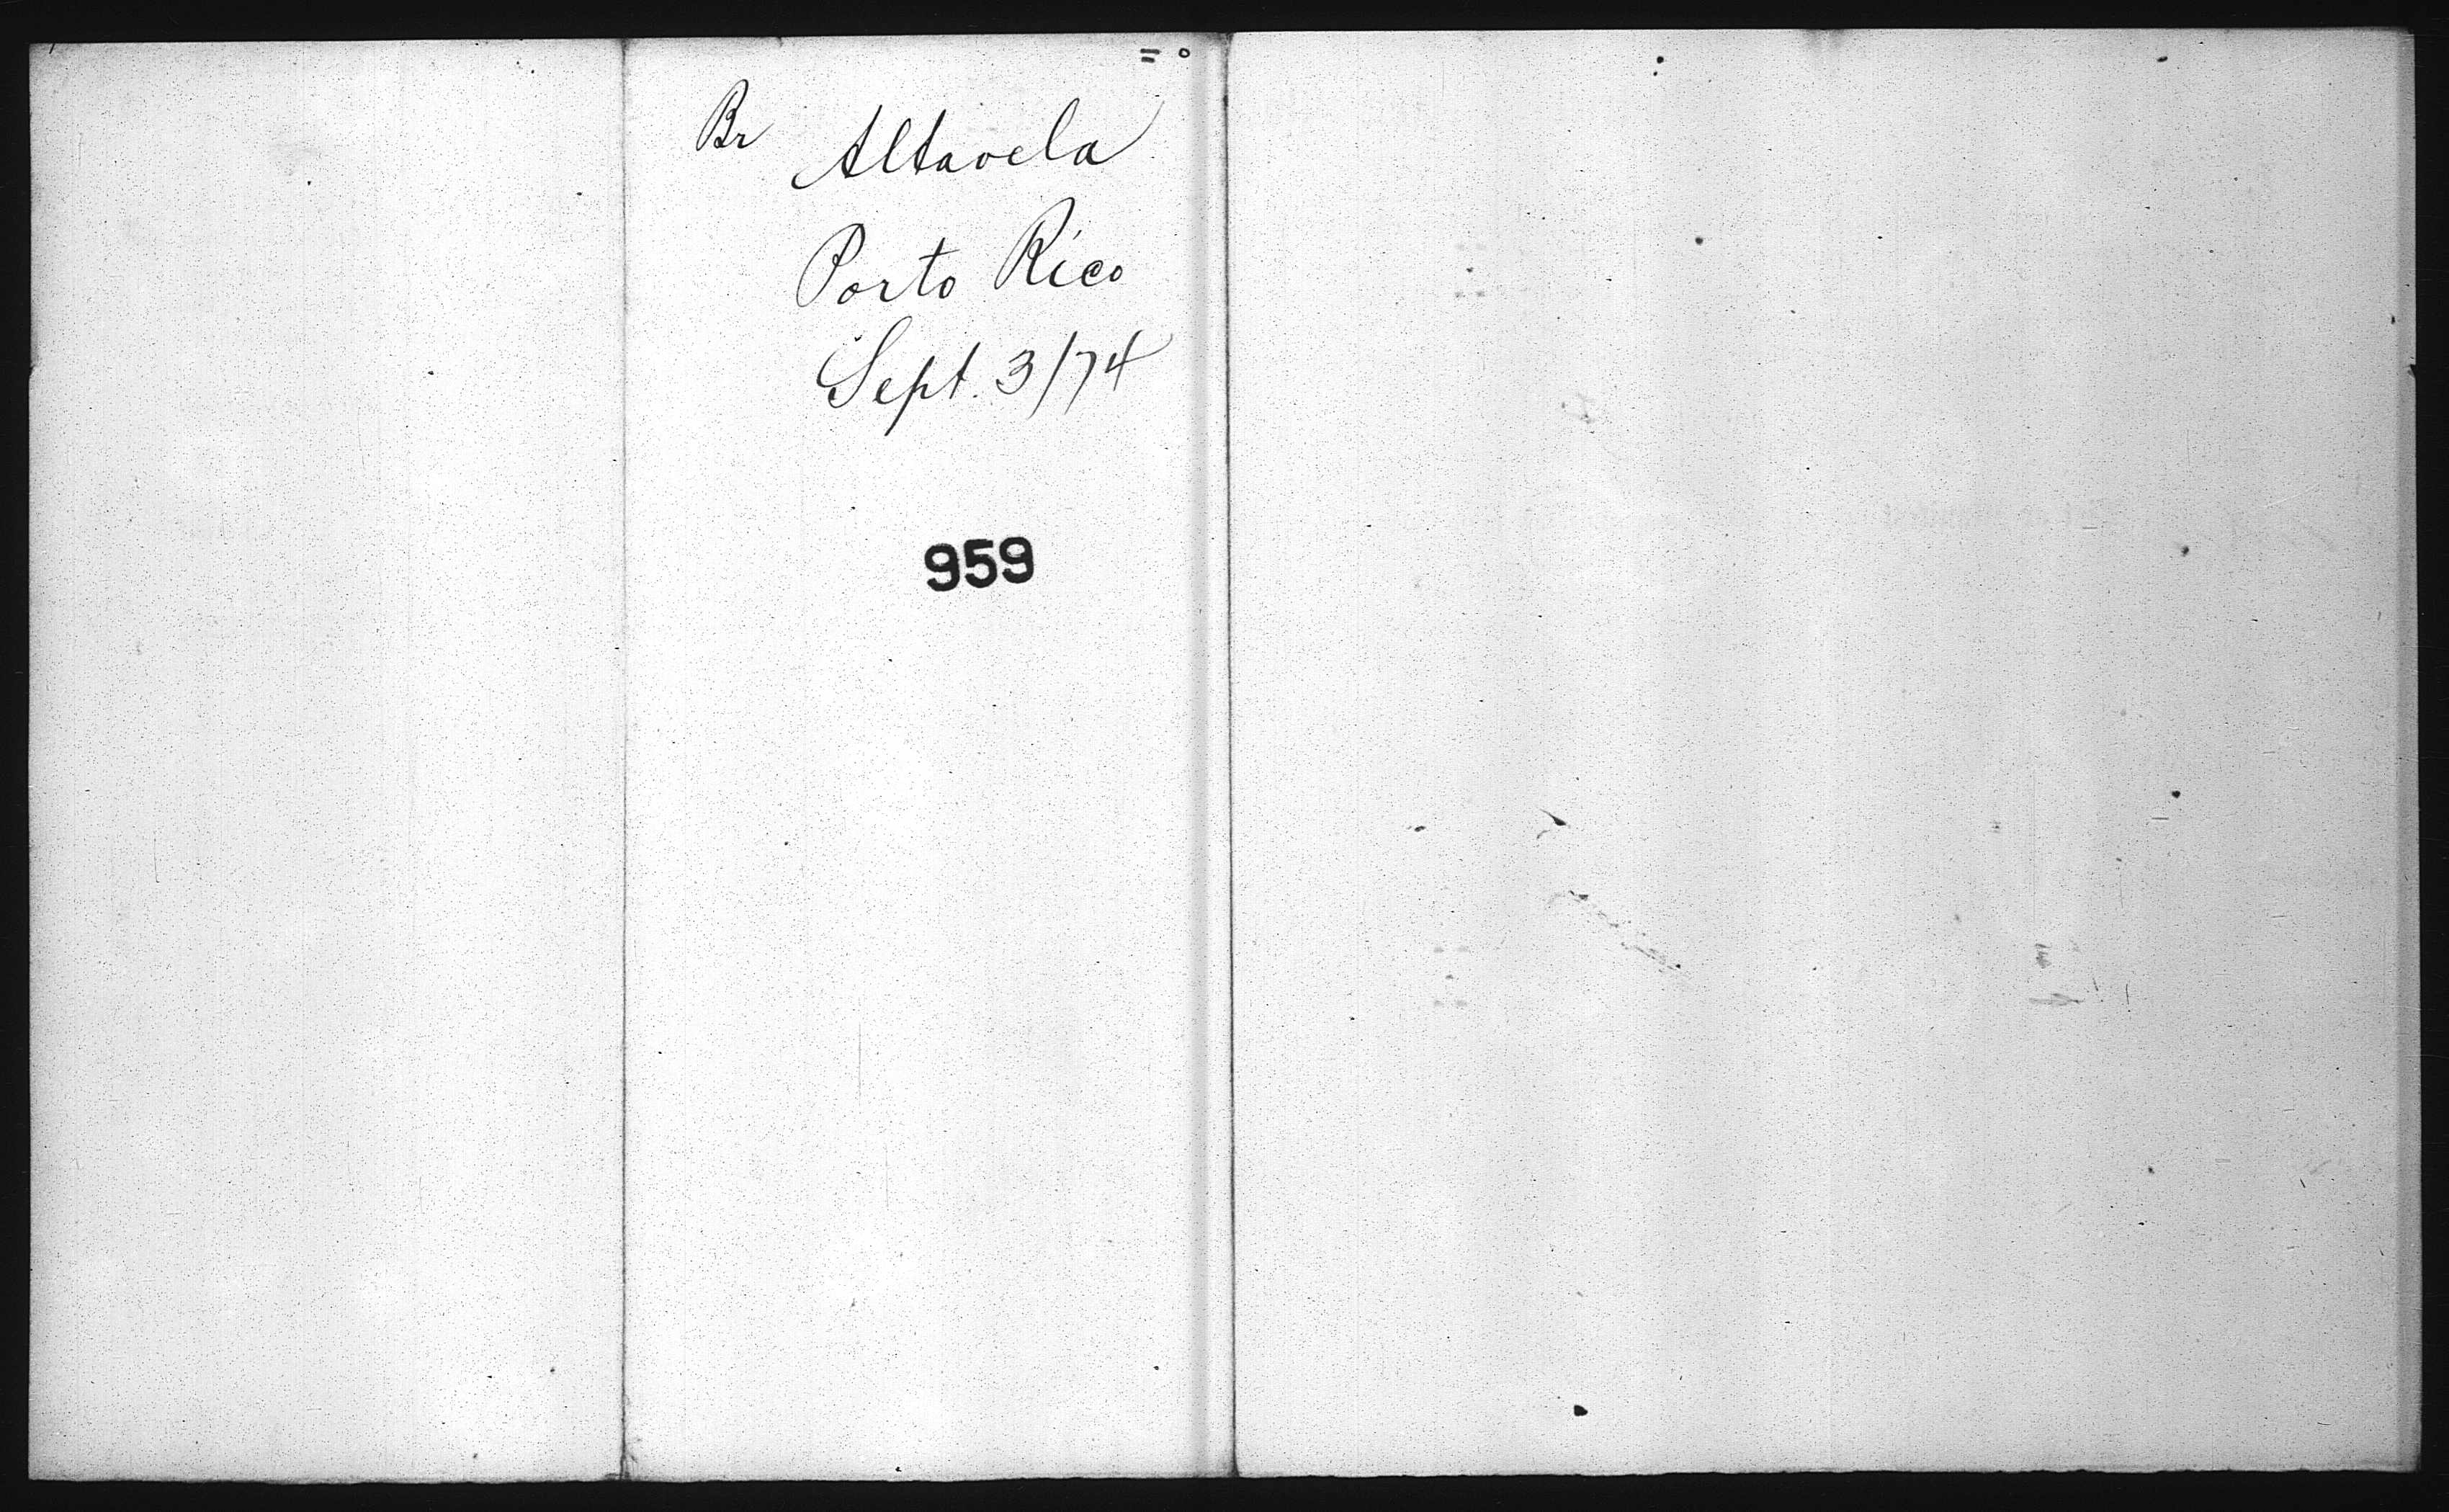 Br Altavela
Porto Rico
Sept. 3/74
959